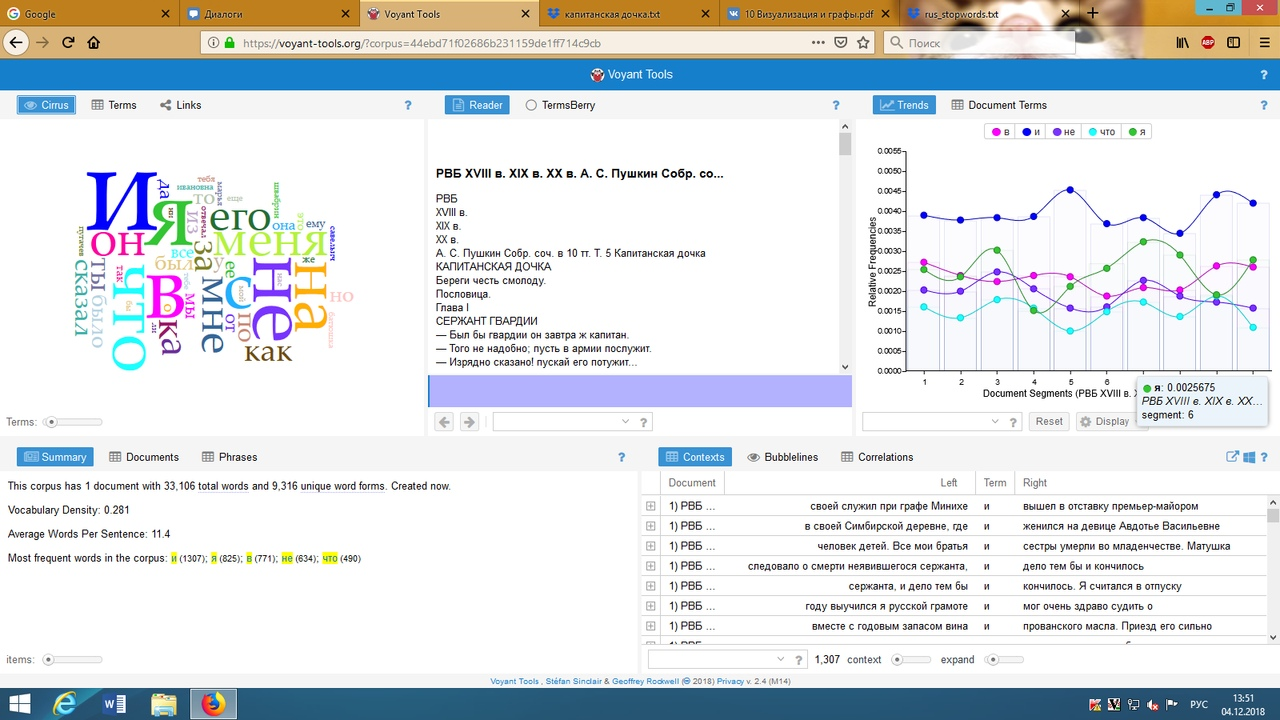 Google
Диалоги
Voyant Tools
капитанская дочка.txt
10 Визуализация и графы.pdf
rus_stopwords.txt
https://voyant-tools.org/?corpus=44ebd71f02686b231159de1ff714c9cb
Поиск
ABP
Voyant Tools
Cirrus
Terms
Links
И
Я
В
не
на
что
он
его
меня
мне
как
с
за
ка
ты
было
был
сказал
из
то
да
тебя
ивановна
марья
еще
отвечал
она
это
ему
савельич
же
но
все
у
ее
мы
от
по
так
бы
пугачев
швабрин
батюшка
Terms:
Reader
TermsBerry
РВБ XVIII в. XIX в. XX в. А. С. Пушкин Собр. со...
РВБ
XVIII в.
XIX в.
XX в.
А. С. Пушкин Собр. соч. в 10 тт. Т. 5 Капитанская дочка
КАПИТАНСКАЯ ДОЧКА
Береги честь смолоду.
Пословица.
Глава I
СЕРЖАНТ ГВАРДИИ
— Был бы гвардии он завтра ж капитан.
— Того не надобно; пусть в армии послужит.
— Изрядно сказано! пускай его потужит...
Trends
Document Terms
в и не что я
0.0055
0.0050
0.0045
0.0040
0.0035
0.0030
0.0025
0.0020
0.0015
0.0010
0.0005
0.0000
Relative Frequencies
1 2 3 4 5 6
Document Segments (РВБ XVIII в. X
я: 0.0025675
РВБ XVIII в. XIX в. XX...
segment: 6
Reset
Display
Summary
Documents
Phrases
This corpus has 1 document with 33,106 total words and 9,316 unique word forms. Created now.
Vocabulary Density: 0.281
Average Words Per Sentence: 11.4
Most frequent words in the corpus: и (1307); я (825); в (771); не (634); что (490)
items:
Contexts
Bubblelines
Correlations
Document Left Term Right
1) РВБ ... своей служил при графе Минихе и вышел в отставку премьер-майором
1) РВБ ... в своей Симбирской деревне, где и женился на девице Авдотье Васильевне
1) РВБ ... человек детей. Все мои братья и сестры умерли во младенчестве. Матушка
1) РВБ ... следовало о смерти неявившегося сержанта, и дело тем бы и кончилось
1) РВБ ... сержанта, и дело тем бы и кончилось. Я считался в отпуску
1) РВБ ... году выучился я русской грамоте и мог очень здраво судить о
1) РВБ ... вместе с годовым запасом вина и прованского масла. Приезд его сильно
1,307 context expand
Voyant Tools , Stéfan Sinclair & Geoffrey Rockwell (© 2018) Privacy v. 2.4 (M14)
РУС
13:51
04.12.2018